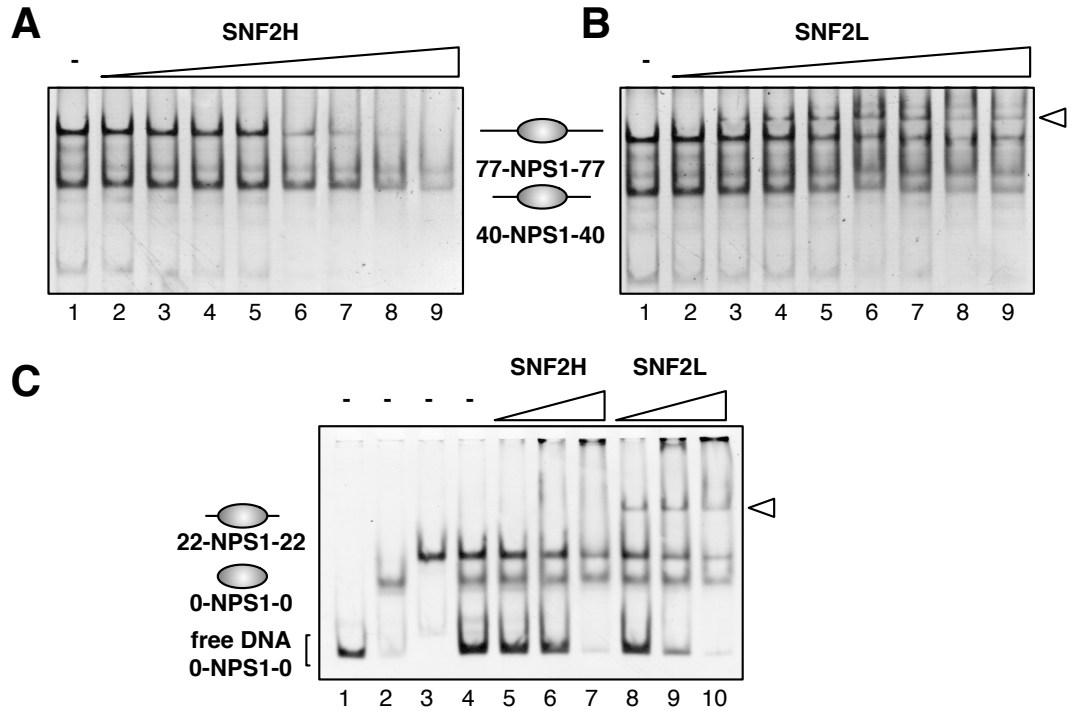 A
SNF2H
-
B
SNF2L
-
77-NPS1-77
40-NPS1-40
1 2 3 4 5 6 7 8 9
1 2 3 4 5 6 7 8 9
C
SNF2H SNF2L
- - - -
22-NPS1-22
0-NPS1-0
free DNA
0-NPS1-0
1 2 3 4 5 6 7 8 9 10